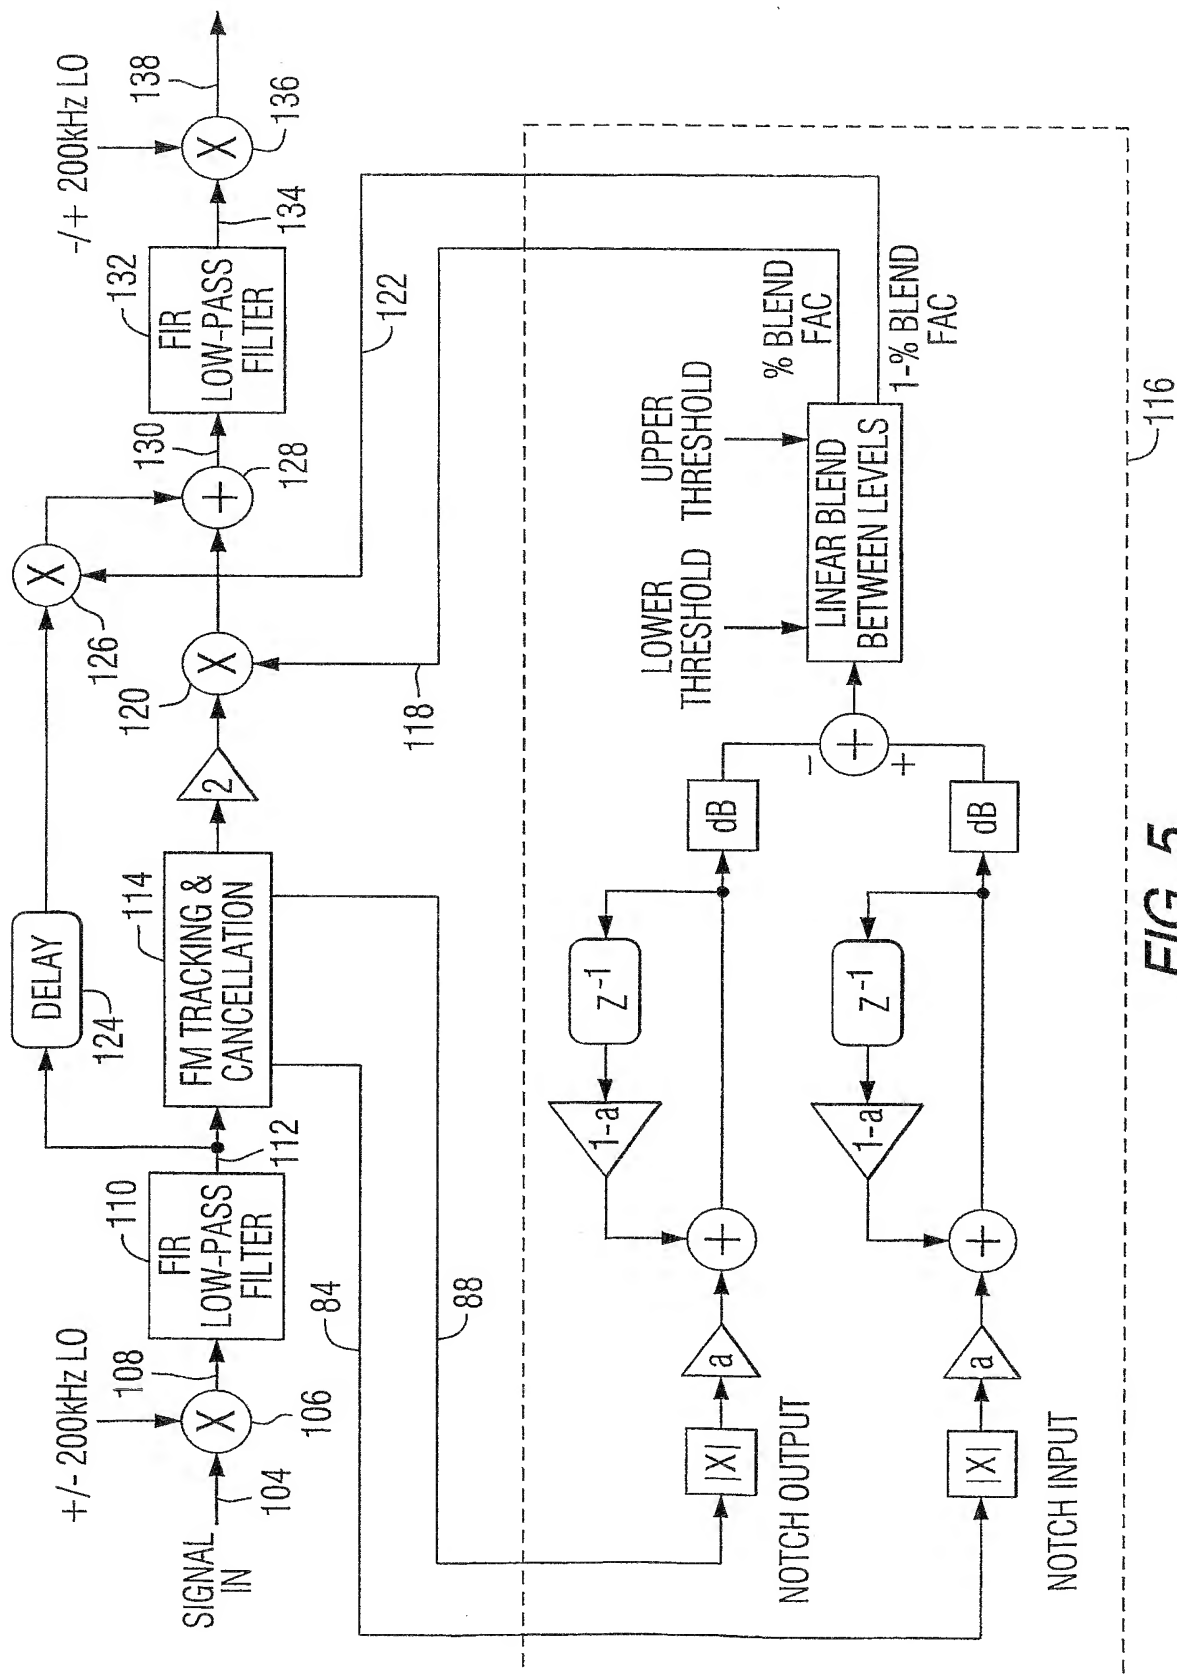 SIGNAL
IN
104
+/- 200kHz LO
X
106
108
110
FIR
LOW-PASS
FILTER
112
DELAY
124
114
FM TRACKING &
CANCELLATION
2
X
120
118
X
126
+
128
130
132
FIR
LOW-PASS
FILTER
122
134
-/+ 200kHz LO
X
136
138
84
88
NOTCH OUTPUT
|X|
a
+
1-a
Z-1
dB
NOTCH INPUT
|X|
a
+
1-a
Z-1
dB
-
+
+
LOWER
THRESHOLD
UPPER
THRESHOLD
LINEAR BLEND
BETWEEN LEVELS
% BLEND
FAC
1-% BLEND
FAC
116
FIG. 5